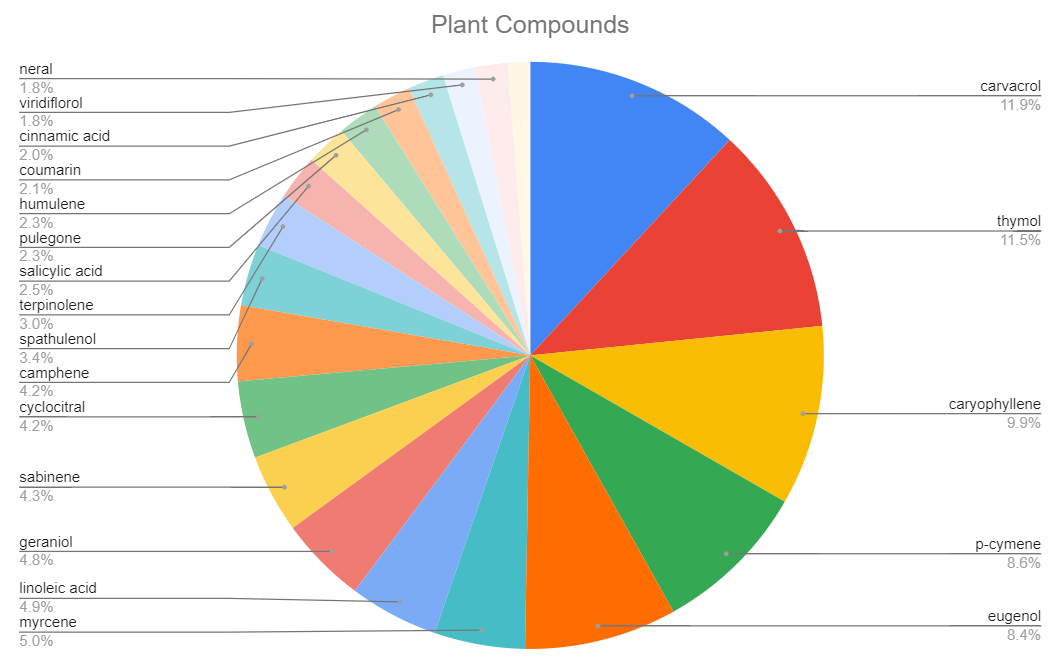 Plant Compounds
neral
1.8%
viridiflorol
1.8%
cinnamic acid
2.0%
coumarin
2.1%
humulene
2.3%
pulegone
2.3%
salicylic acid
2.5%
terpinolene
3.0%
spathulenol
3.4%
camphene
4.2%
cyclocitral
4.2%
sabinene
4.3%
geraniol
4.8%
linoleic acid
4.9%
myrcene
5.0%
carvacrol
11.9%
thymol
11.5%
caryophyllene
9.9%
p-cymene
8.6%
eugenol
8.4%